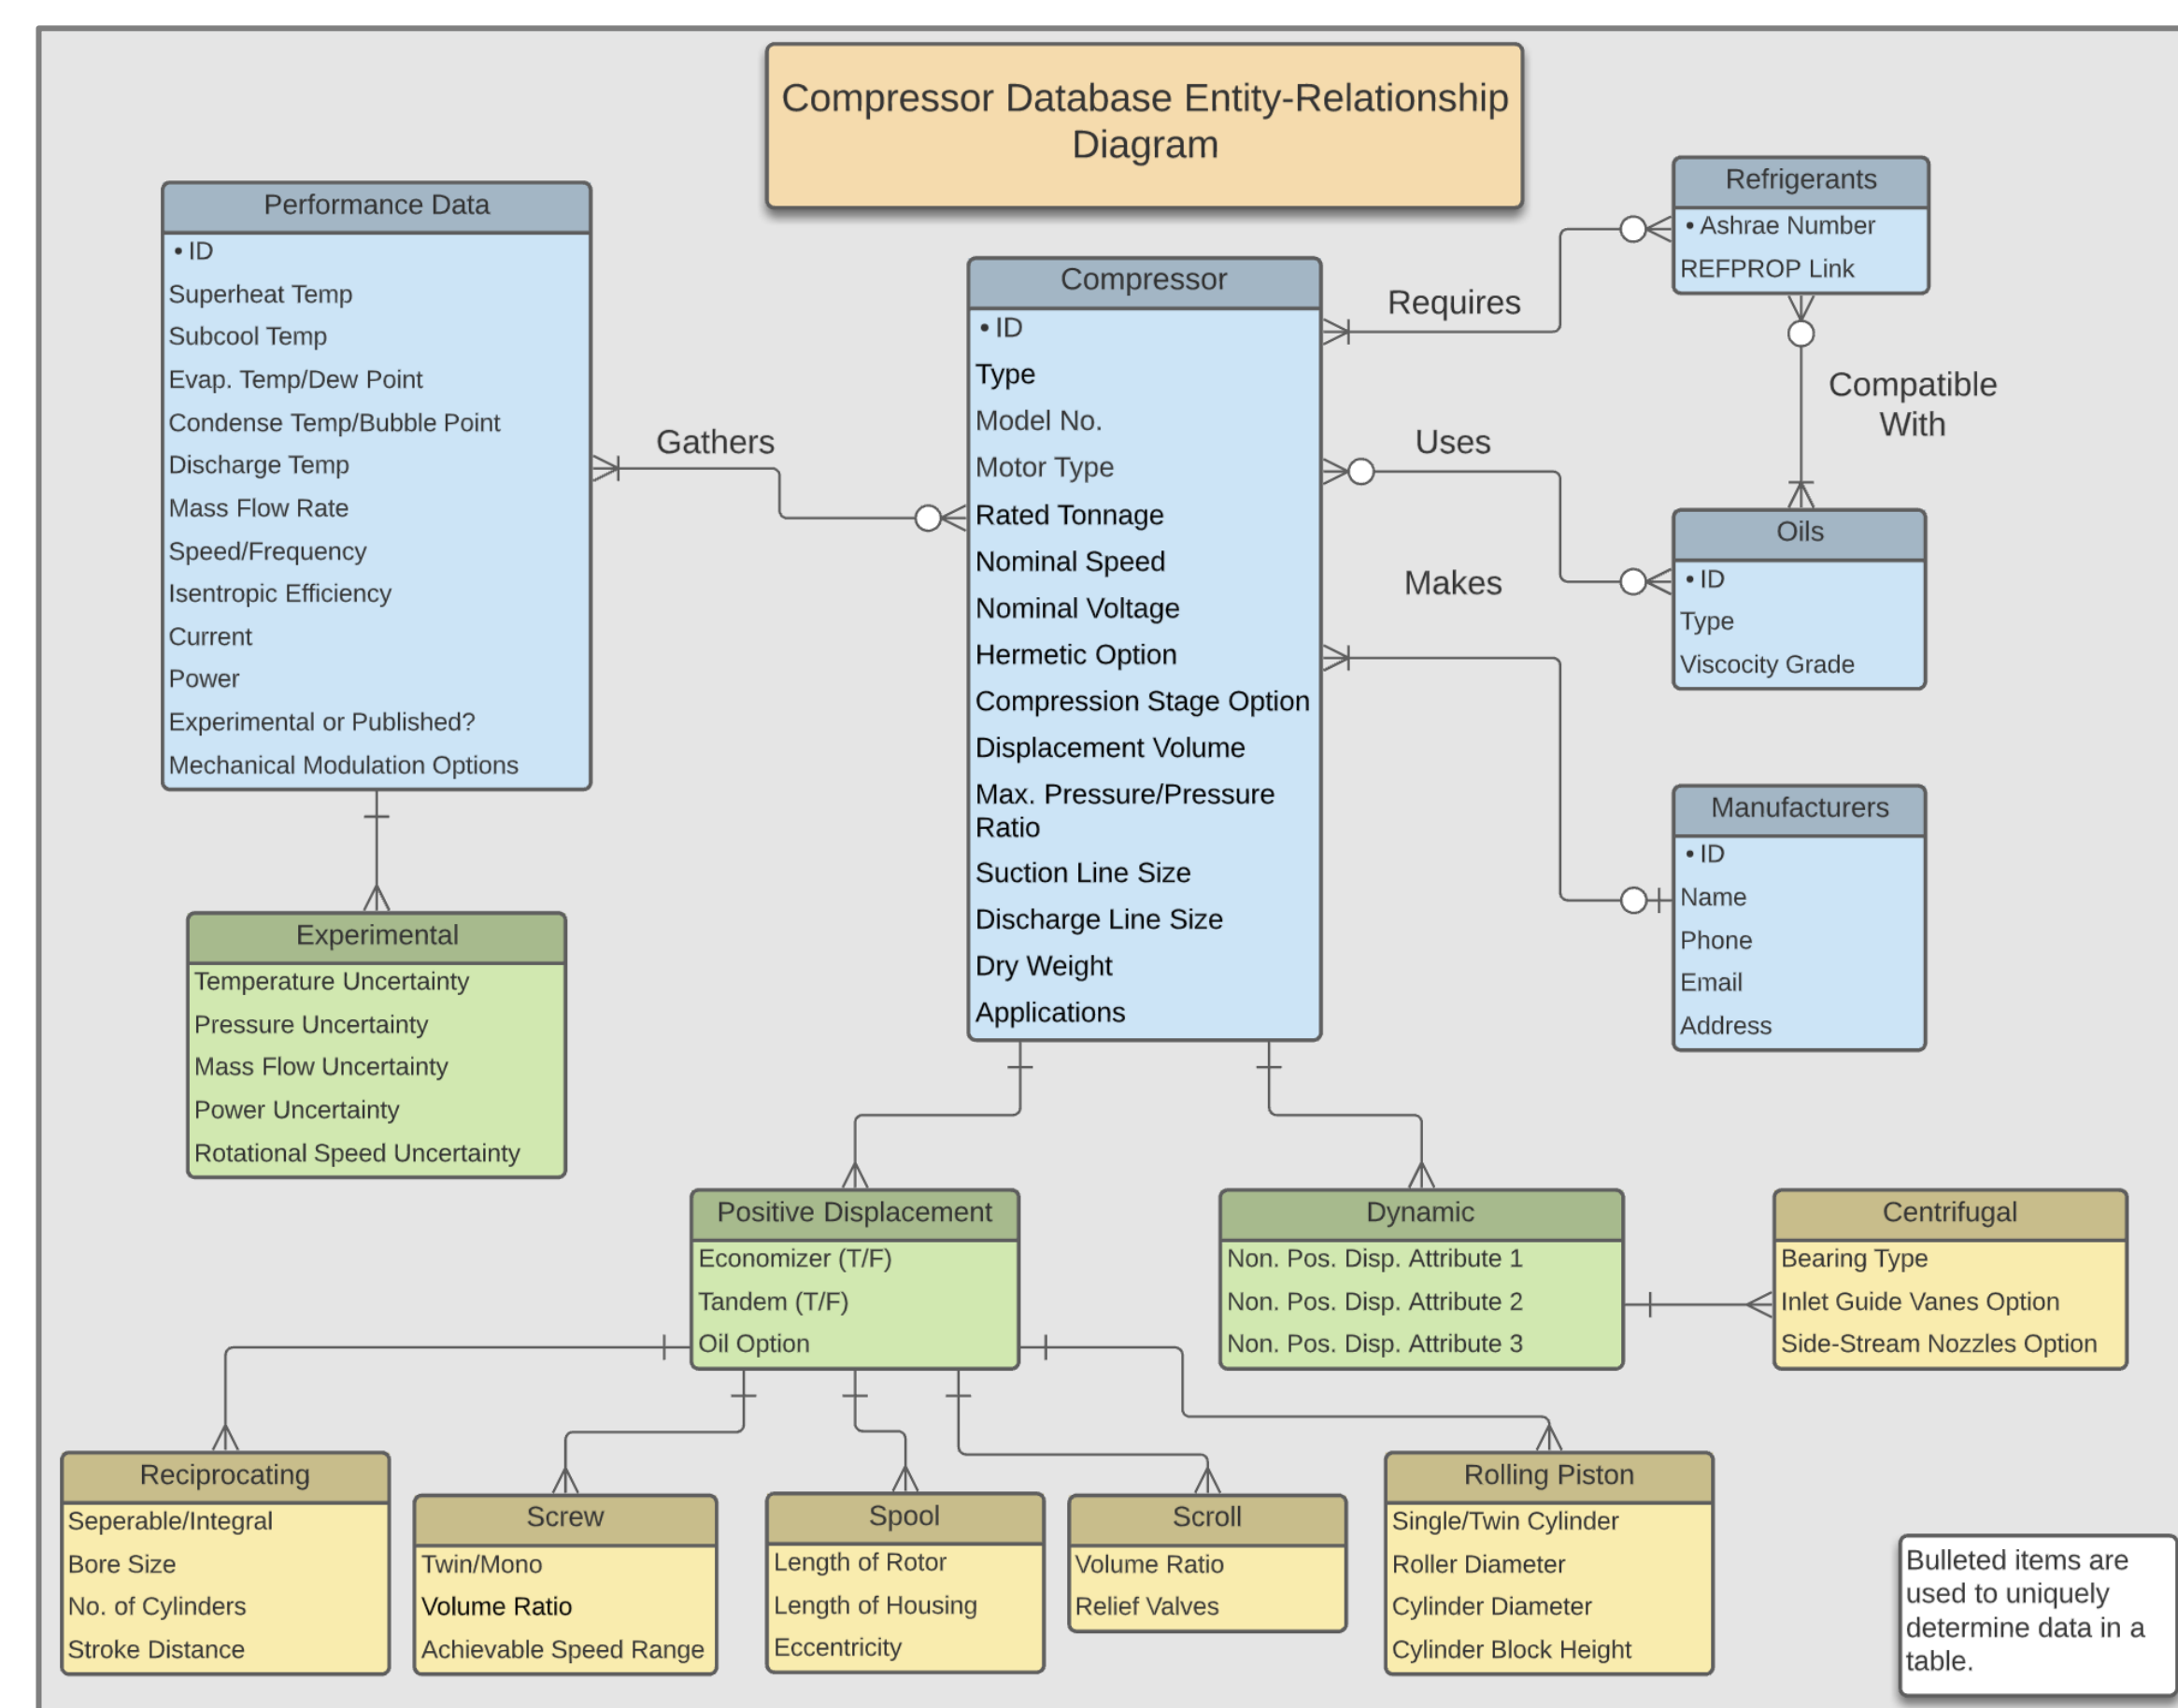 Compressor Database Entity-Relationship
Diagram
Performance Data
• ID
Superheat Temp
Subcool Temp
Evap. Temp/Dew Point
Condense Temp/Bubble Point
Discharge Temp
Mass Flow Rate
Speed/Frequency
Isentropic Efficiency
Current
Power
Experimental or Published?
Mechanical Modulation Options
Gathers
Compressor
• ID
Type
Model No.
Motor Type
Rated Tonnage
Nominal Speed
Nominal Voltage
Hermetic Option
Compression Stage Option
Displacement Volume
Max. Pressure/Pressure
Ratio
Suction Line Size
Discharge Line Size
Dry Weight
Applications
Requires
Uses
Makes
Refrigerants
• Ashrae Number
REFPROP Link
Compatible
With
Oils
• ID
Type
Viscocity Grade
Manufacturers
• ID
Name
Phone
Email
Address
Experimental
Temperature Uncertainty
Pressure Uncertainty
Mass Flow Uncertainty
Power Uncertainty
Rotational Speed Uncertainty
Positive Displacement
Economizer (T/F)
Tandem (T/F)
Oil Option
Dynamic
Non. Pos. Disp. Attribute 1
Non. Pos. Disp. Attribute 2
Non. Pos. Disp. Attribute 3
Centrifugal
Bearing Type
Inlet Guide Vanes Option
Side-Stream Nozzles Option
Reciprocating
Seperable/Integral
Bore Size
No. of Cylinders
Stroke Distance
Screw
Twin/Mono
Volume Ratio
Achievable Speed Range
Spool
Length of Rotor
Length of Housing
Eccentricity
Scroll
Volume Ratio
Relief Valves
Rolling Piston
Single/Twin Cylinder
Roller Diameter
Cylinder Diameter
Cylinder Block Height
Bulleted items are
used to uniquely
determine data in a
table.